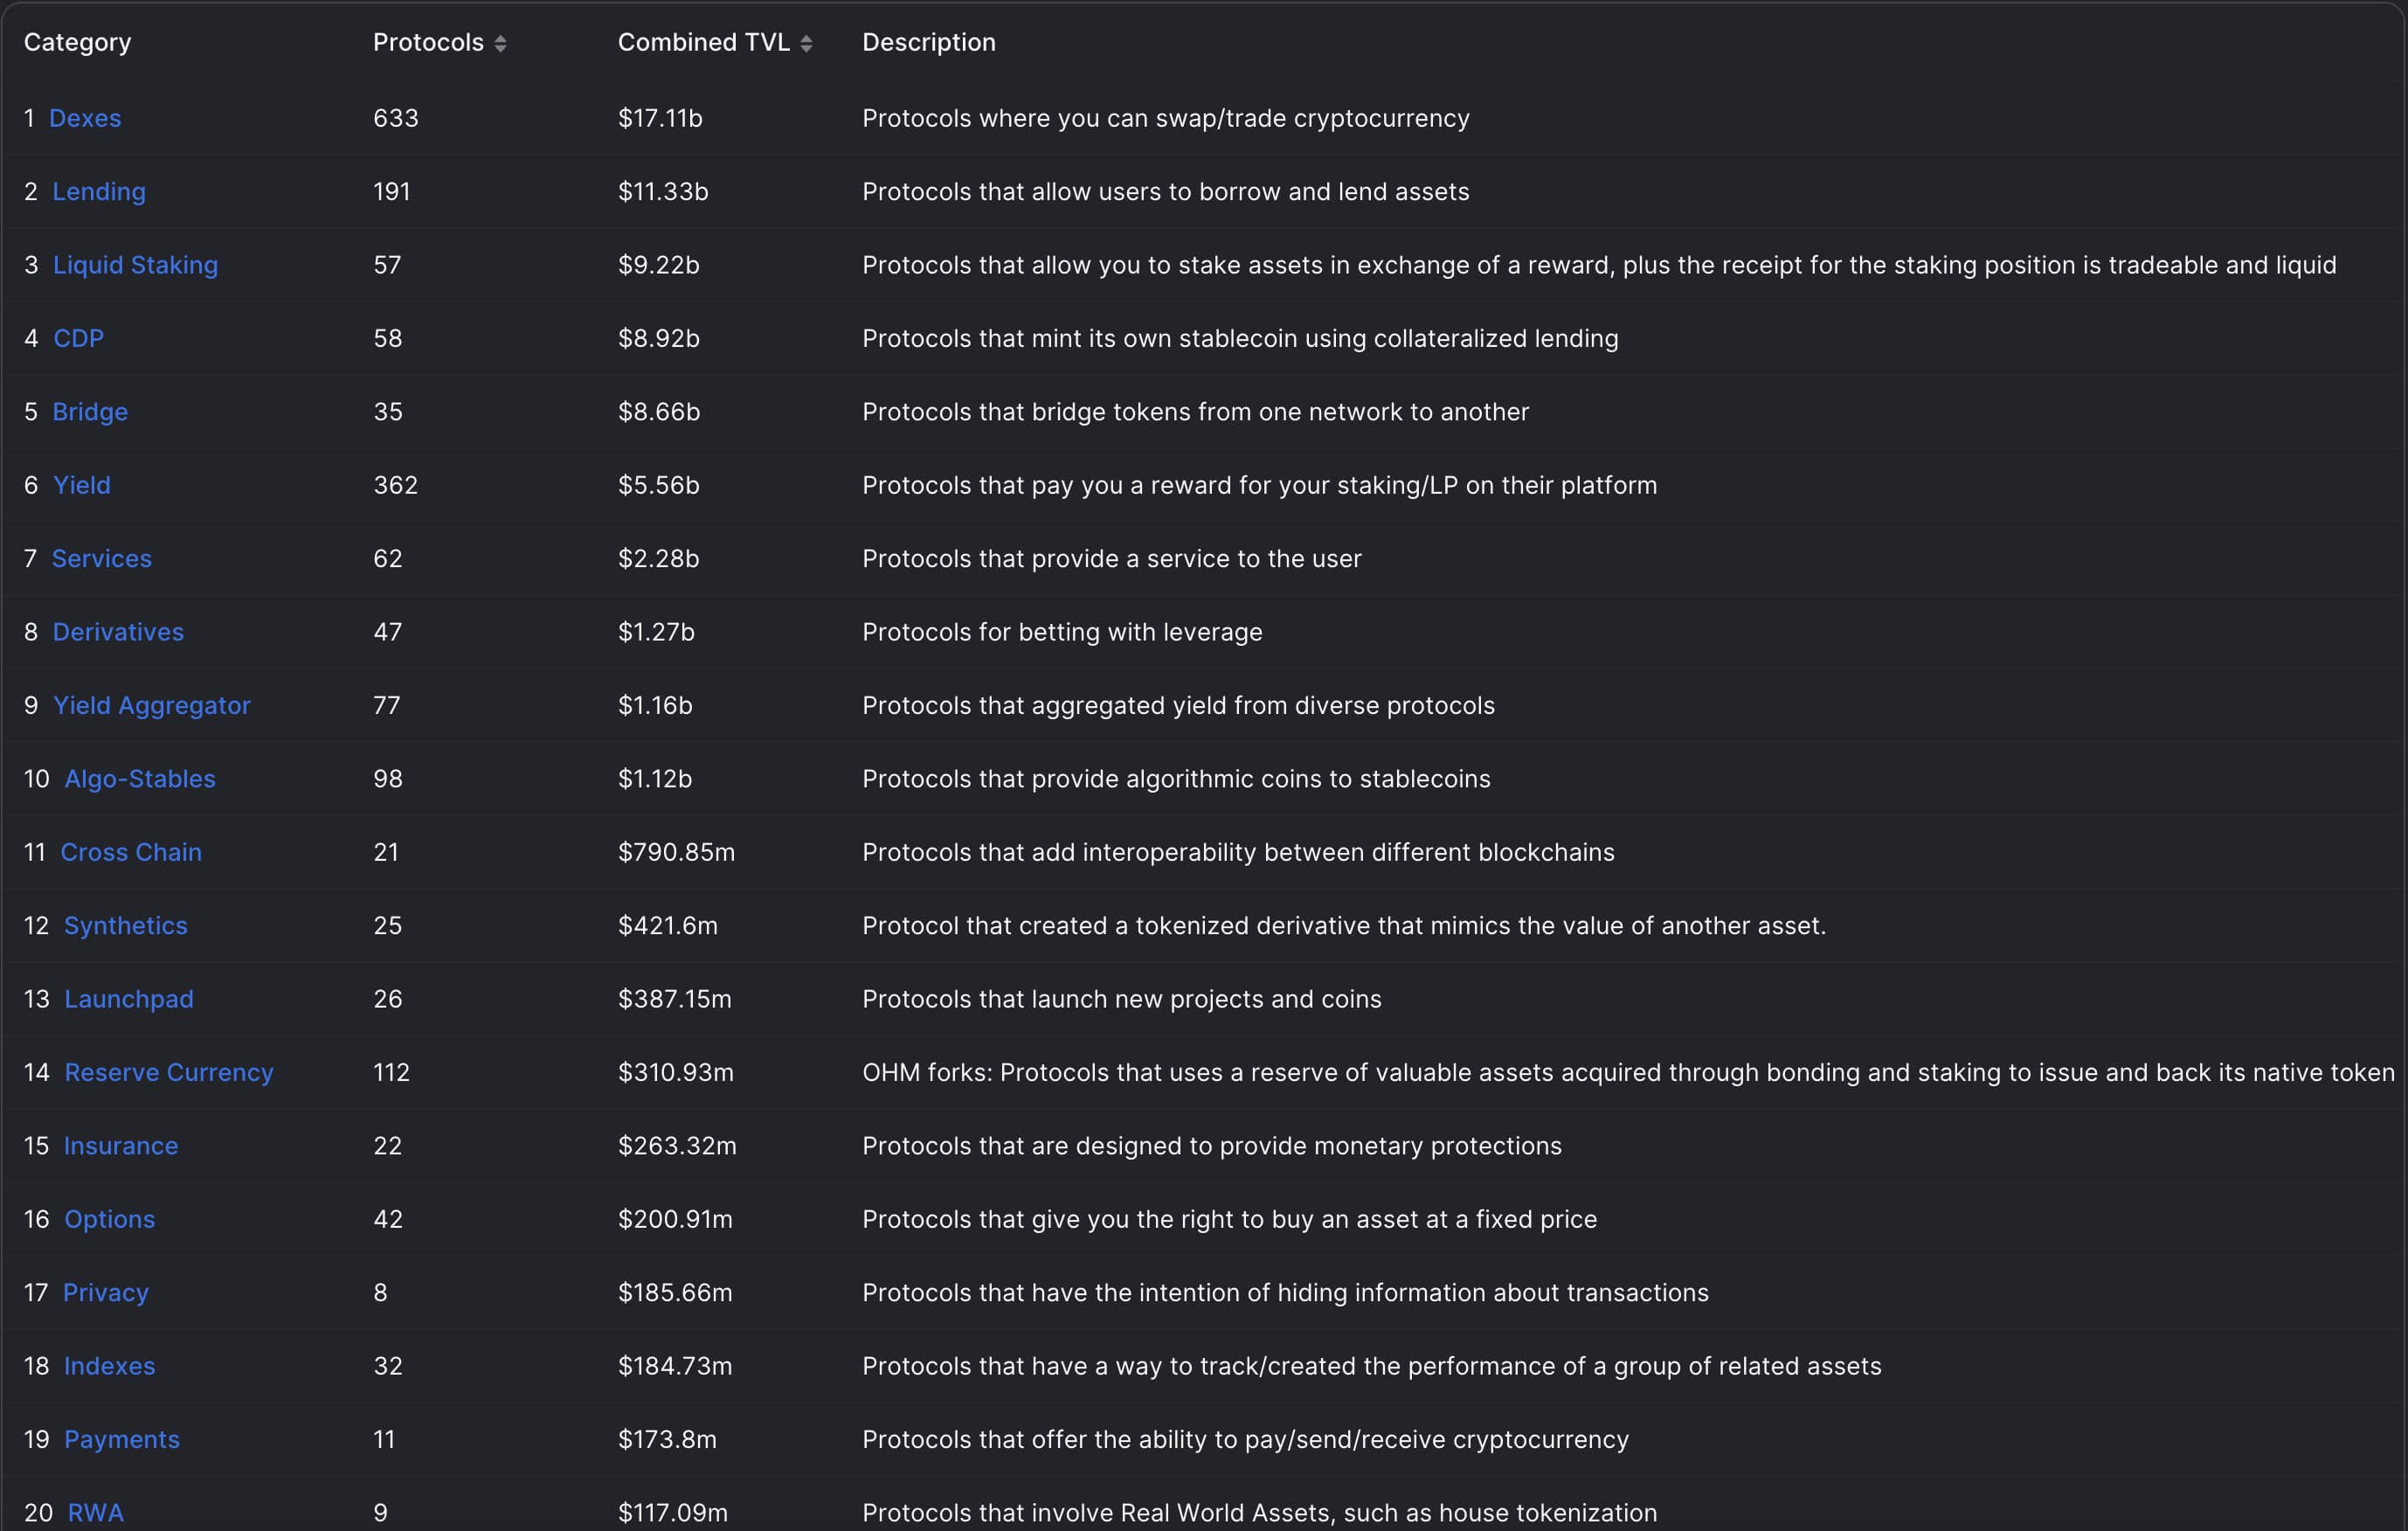 Category Protocols Combined TVL Description
1 Dexes 633 $17.11b Protocols where you can swap/trade cryptocurrency
2 Lending 191 $11.33b Protocols that allow users to borrow and lend assets
3 Liquid Staking 57 $9.22b Protocols that allow you to stake assets in exchange of a reward, plus the receipt for the staking position is tradeable and liquid
4 CDP 58 $8.92b Protocols that mint its own stablecoin using collateralized lending
5 Bridge 35 $8.66b Protocols that bridge tokens from one network to another
6 Yield 362 $5.56b Protocols that pay you a reward for your staking/LP on their platform
7 Services 62 $2.28b Protocols that provide a service to the user
8 Derivatives 47 $1.27b Protocols for betting with leverage
9 Yield Aggregator 77 $1.16b Protocols that aggregated yield from diverse protocols
10 Algo-Stables 98 $1.12b Protocols that provide algorithmic coins to stablecoins
11 Cross Chain 21 $790.85m Protocols that add interoperability between different blockchains
12 Synthetics 25 $421.6m Protocol that created a tokenized derivative that mimics the value of another asset.
13 Launchpad 26 $387.15m Protocols that launch new projects and coins
14 Reserve Currency 112 $310.93m OHM forks: Protocols that uses a reserve of valuable assets acquired through bonding and staking to issue and back its native token
15 Insurance 22 $263.32m Protocols that are designed to provide monetary protections
16 Options 42 $200.91m Protocols that give you the right to buy an asset at a fixed price
17 Privacy 8 $185.66m Protocols that have the intention of hiding information about transactions
18 Indexes 32 $184.73m Protocols that have a way to track/created the performance of a group of related assets
19 Payments 11 $173.8m Protocols that offer the ability to pay/send/receive cryptocurrency
20 RWA 9 $117.09m Protocols that involve Real World Assets, such as house tokenization